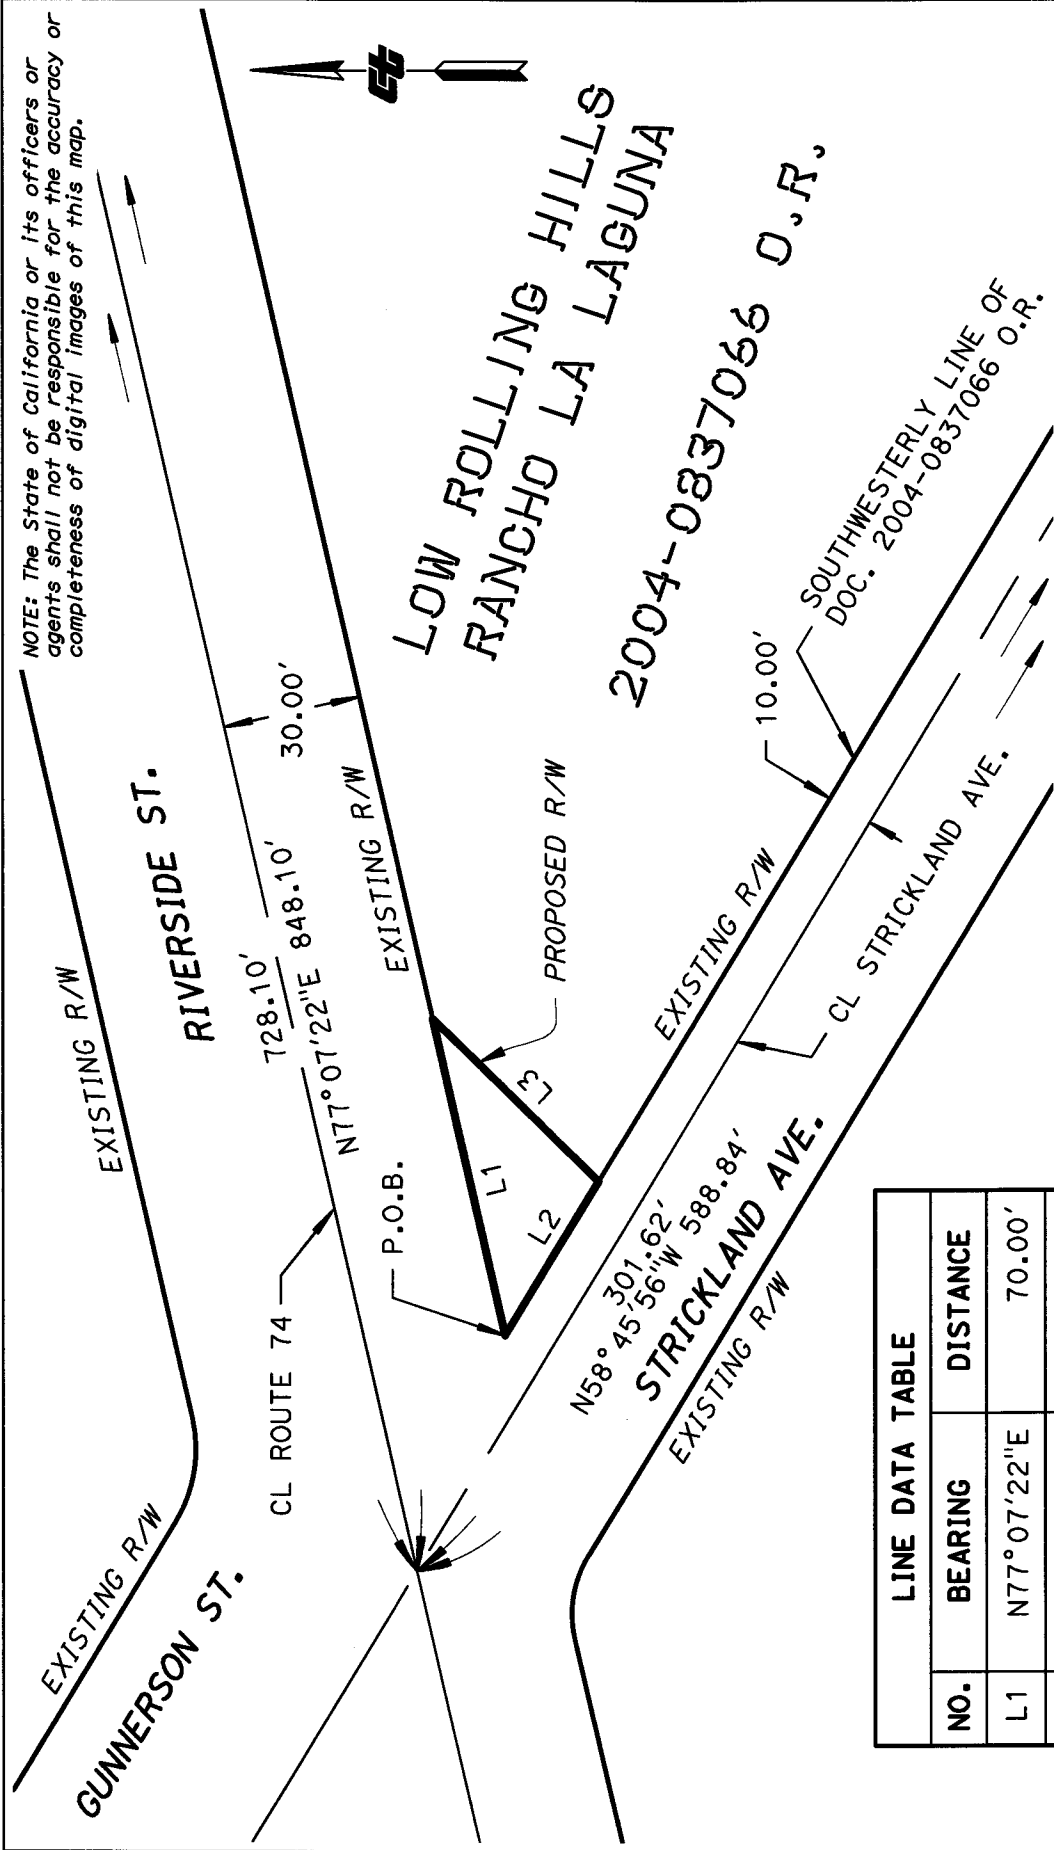 NOTE: The State of California or its officers or
agents shall not be responsible for the accuracy or
completeness of digital images of this map.
EXISTING R/W
GUNNERSON ST.
EXISTING R/W
RIVERSIDE ST.
CL ROUTE 74
728.10'
N77°07'22"E 848.10'
30.00'
EXISTING R/W
P.O.B.
L1
L2
L3
PROPOSED R/W
LOW ROLLING HILLS
RANCHO LA LAGUNA
2004-0837066 O.R.
ct
EXISTING R/W
10.00'
SOUTHWESTERLY LINE OF
DOC. 2004-0837066 O.R.
301.62'
N58°45'56"W 588.84'
STRICKLAND AVE.
EXISTING R/W
CL STRICKLAND AVE.
LINE DATA TABLE
NO. BEARING DISTANCE
L1 N77°07'22"E 70.00'